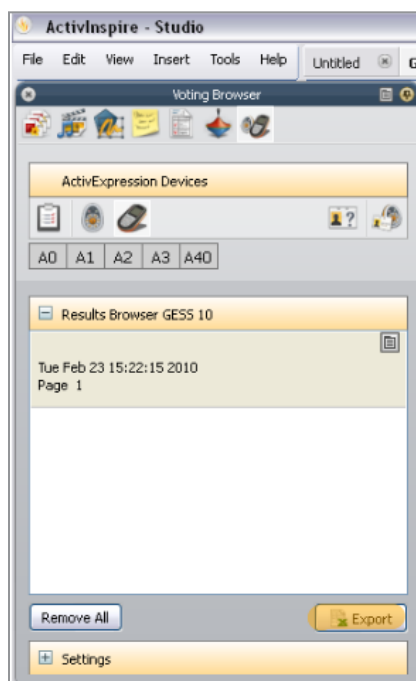 ActivInspire - Studio
File Edit View Insert Tools Help Untitled G
Voting Browser
ActivExpression Devices
A0 A1 A2 A3 A40
Results Browser GESS 10
Tue Feb 23 15:22:15 2010
Page 1
Remove All Export
Settings